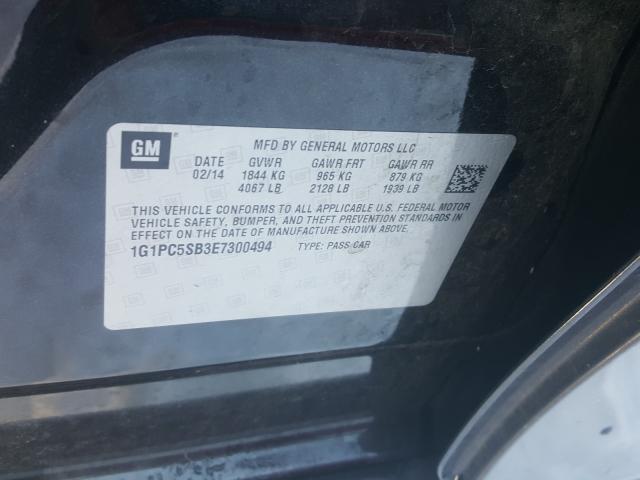 GM
MFD BY GENERAL MOTORS LLC
DATE GVWR GAWR FRT GAWR RR
02/14 1844 KG 965 KG 879 KG
4067 LB 2128 LB 1939 LB
THIS VEHICLE CONFORMS TO ALL APPLICABLE U.S. FEDERAL MOTOR
VEHICLE SAFETY, BUMPER, AND THEFT PREVENTION STANDARDS IN
EFFECT ON THE DATE OF MANUFACTURE SHOWN ABOVE.
1G1PC5SB3E7300494 TYPE: PASS CAR